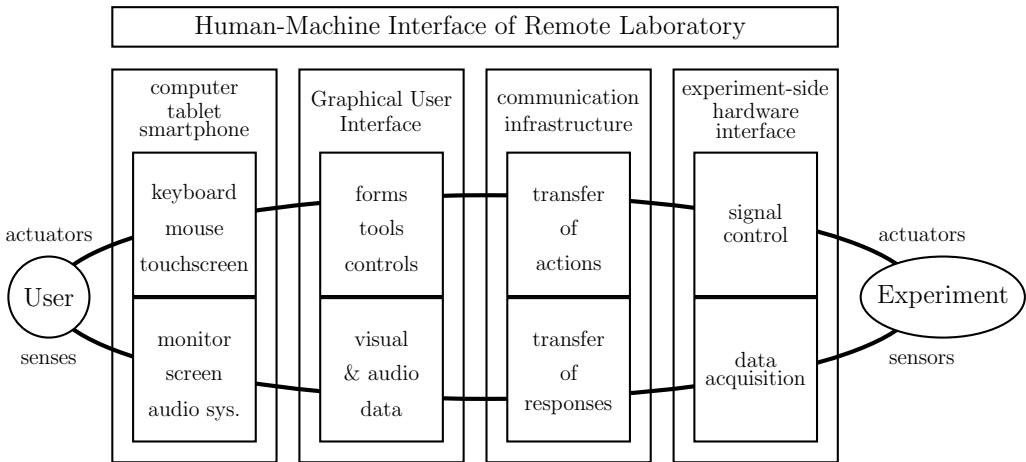 Human-Machine Interface of Remote Laboratory
computer
tablet
smartphone
keyboard
mouse
touchscreen
monitor
screen
audio sys.
Graphical User
Interface
forms
tools
controls
visual
& audio
data
communication
infrastructure
transfer
of
actions
transfer
of
responses
experiment-side
hardware
interface
signal
control
data
acquisition
actuators
User
senses
actuators
Experiment
sensors